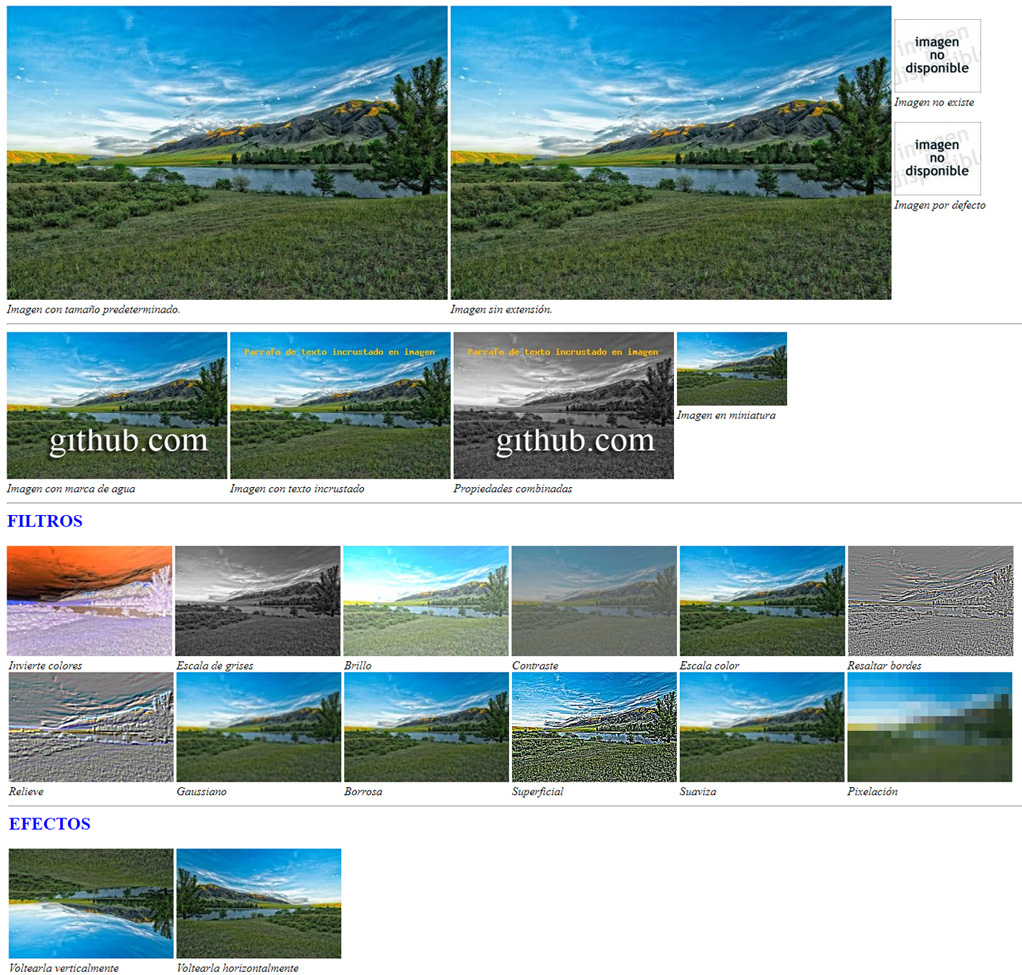 imagen
no
disponible
Imagen no existe
imagen
no
disponible
Imagen por defecto
Imagen con tamaño predeterminado.
Imagen sin extensión.
github.com
Imagen con marca de agua
Parrafo de texto incrustado en imagen
Imagen con texto incrustado
Parrafo de texto incrustado en imagen
github.com
Propiedades combinadas
Imagen en miniatura
FILTROS
Invierte colores
Escala de grises
Brillo
Contraste
Escala color
Resaltar bordes
Relieve
Gaussiano
Borrosa
Superficial
Suaviza
Pixelación
EFECTOS
Voltearla verticalmente
Voltearla horizontalmente